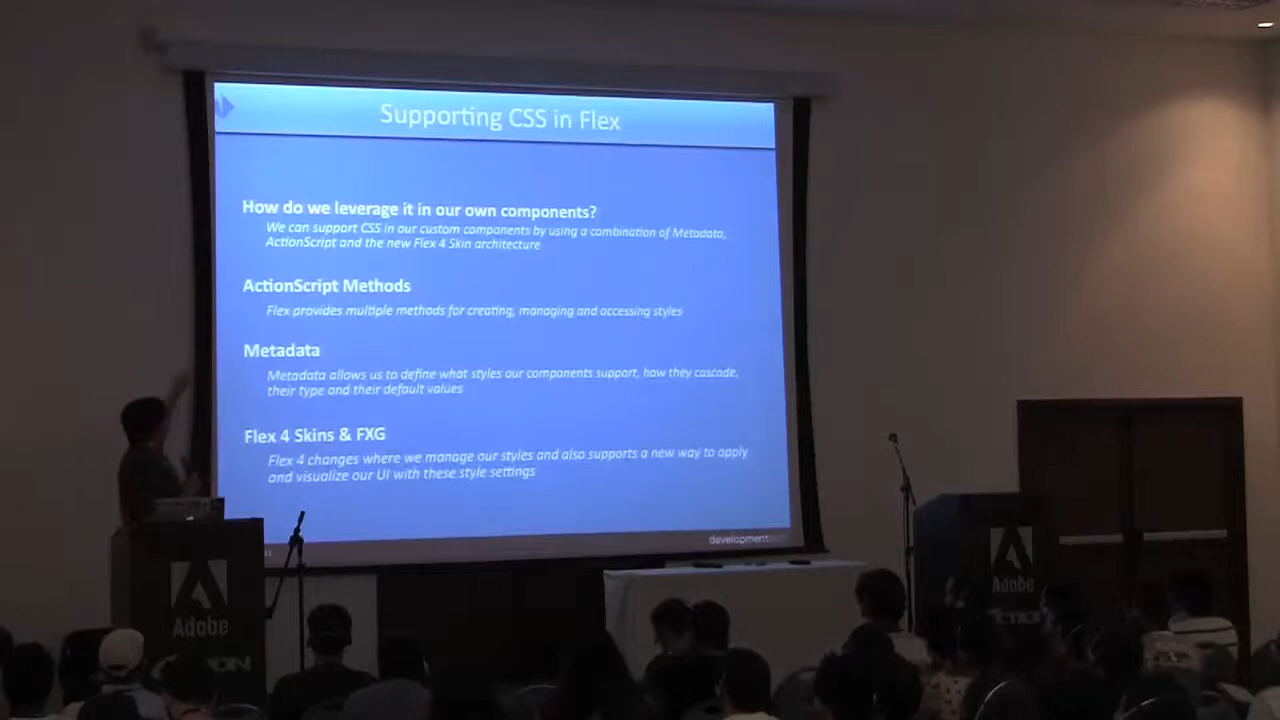 Supporting CSS in Flex
How do we leverage it in our own components?
We can support CSS in our custom components by using a combination of Metadata,
ActionScript and the new Flex 4 Skin architecture
ActionScript Methods
Flex provides multiple methods for creating, managing and accessing styles
Metadata
Metadata allows us to define what styles our components support, how they cascade,
their type and their default values
Flex 4 Skins & FXG
Flex 4 changes where we manage our styles and also supports a new way to apply
and visualize our UI with these style settings
development
Adobe
Adobe